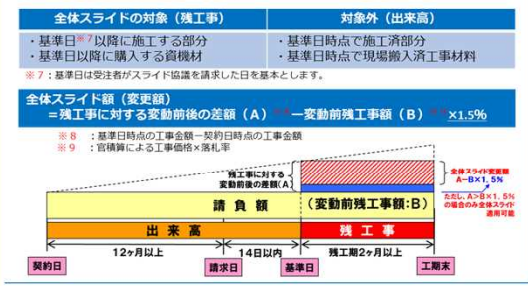 全体スライドの対象（残工事）
対象外（出来高）
・基準日※7以降に施工する部分
・基準日以降に購入する資機材
・基準日時点で施工済部分
・基準日時点で現場搬入済工事材料
※７：基準日は受注者がスライド協議を請求した日を基本とします。
全体スライド額（変更額）
＝残工事に対する変動前後の差額（A）※8－変動前残工事額（B）※9×1.5%
※８　：基準日時点の工事金額－契約日時点の工事金額
※９　：官積算による工事価格×落札率
残工事に対する
変動前後の差額(A)
全体スライド変更額
A－B×１．５％
ただし、A＞B×１．５％
の場合のみ全体スライド
適用可能
請負額
（変動前残工事額：B）
出来高
残工事
12ヶ月以上
14日以内
残工期2ヶ月以上
契約日
請求日
基準日
工期末